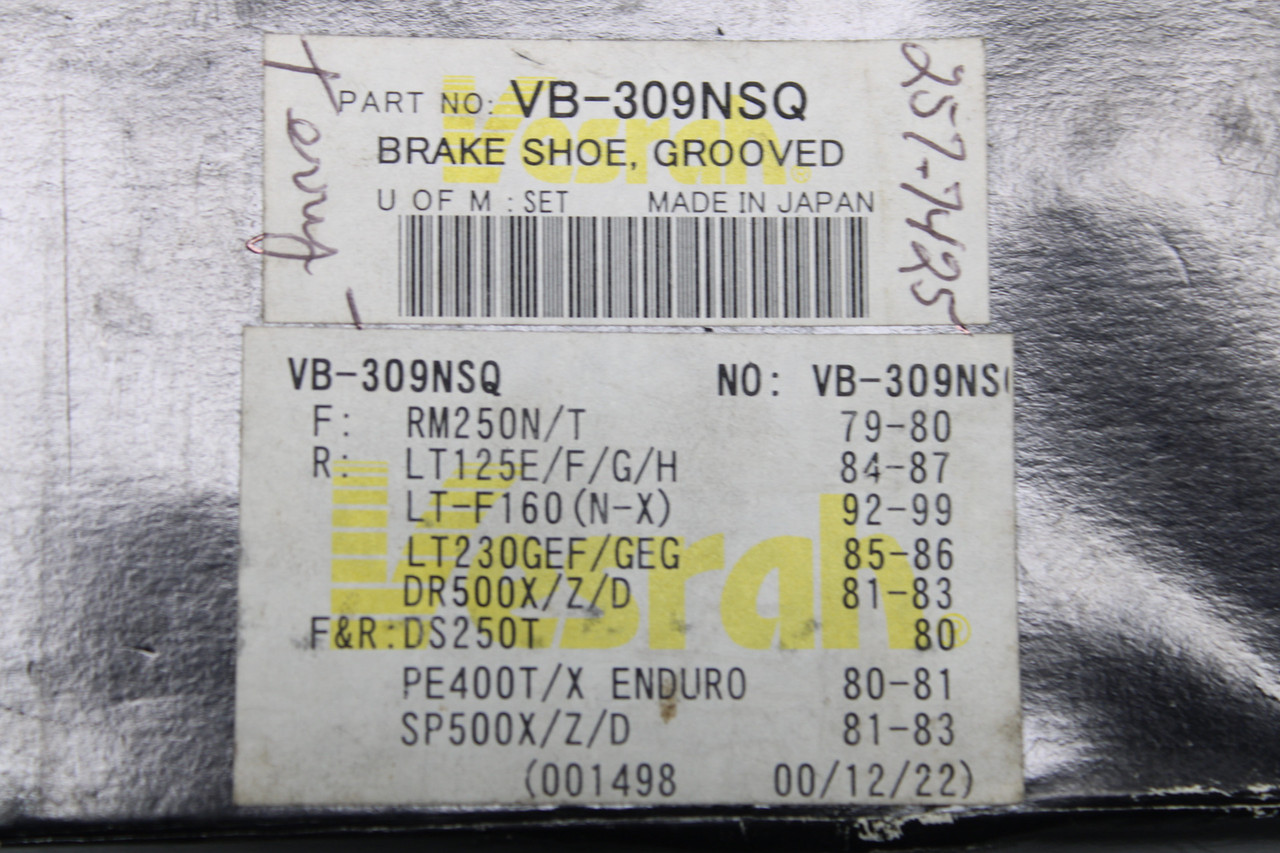 PART NO: VB-309NSQ
BRAKE SHOE, GROOVED
U OF M : SET MADE IN JAPAN
Vesrah®
257-7425
VB-309NSQ NO: VB-309NS
F: RM250N/T 79-80
R: LT125E/F/G/H 84-87
LT-F160(N-X) 92-99
LT230GEF/GEG 85-86
DR500X/Z/D 81-83
F&R:DS250T 80
PE400T/X ENDURO 80-81
SP500X/Z/D 81-83
(001498 00/12/22)
Vesrah®